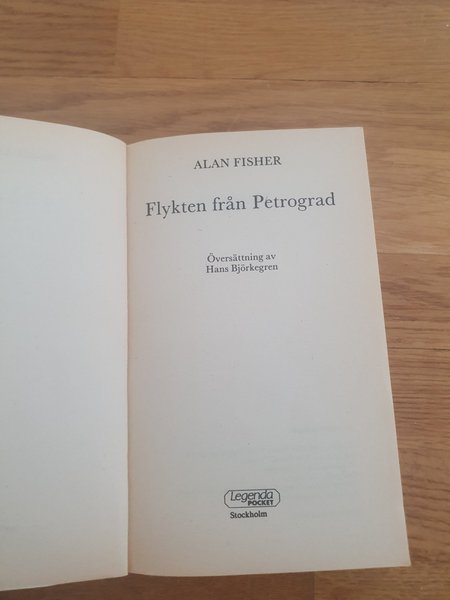 ALAN FISHER
Flykten från Petrograd
Översättning av
Hans Björkegren
Legenda
POCKET
Stockholm